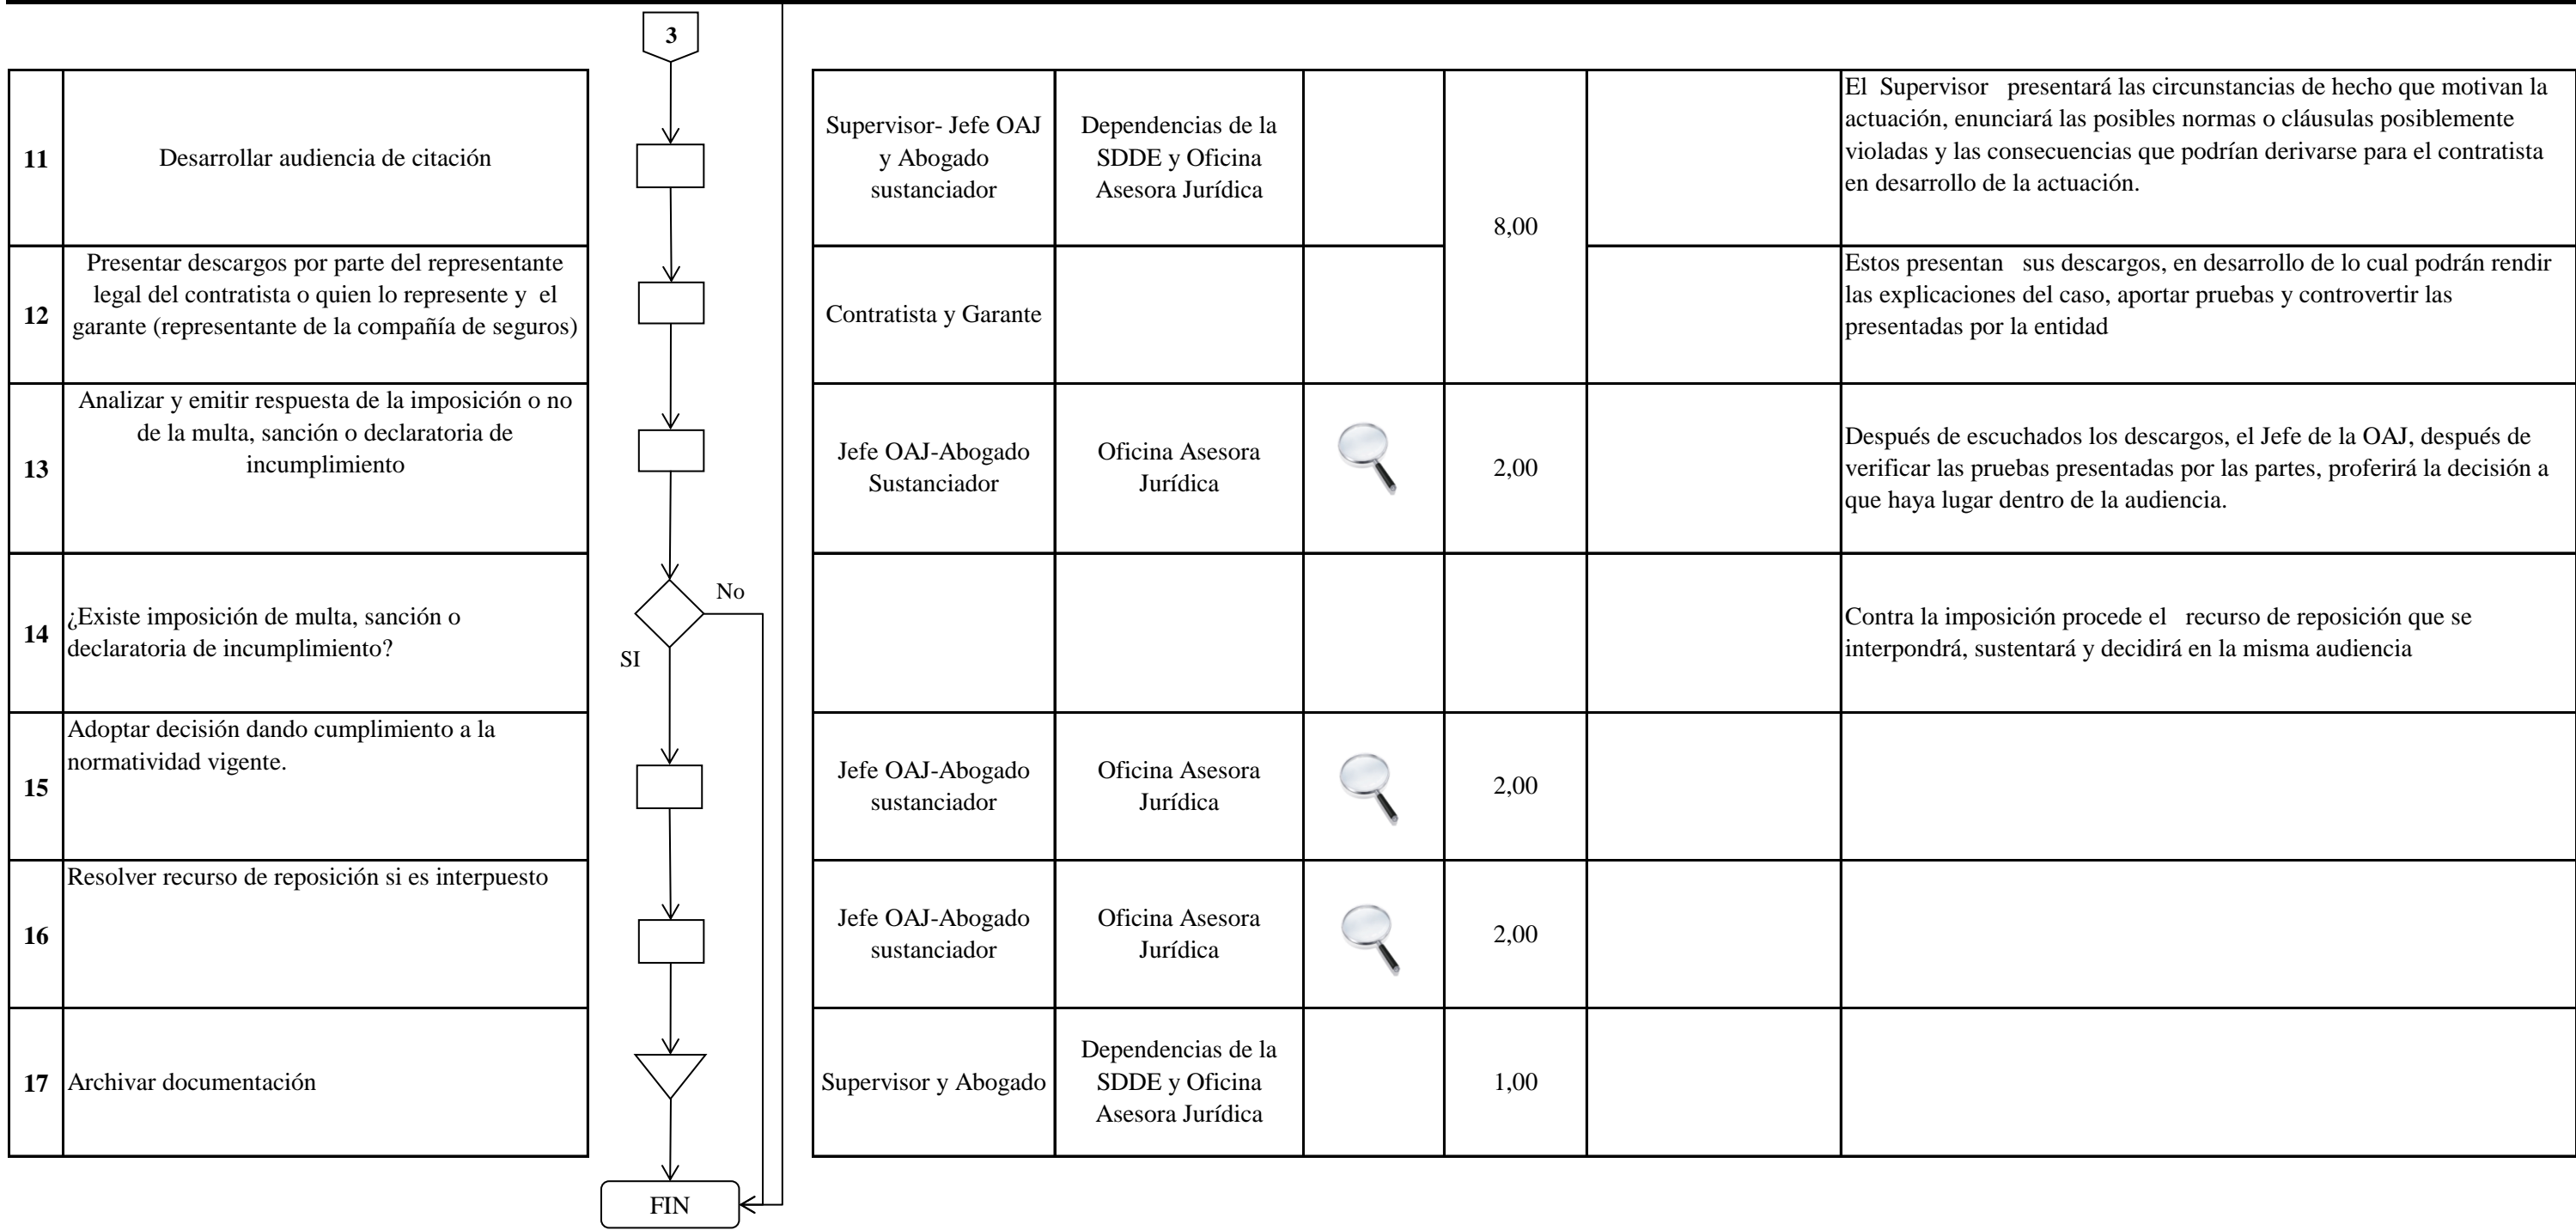 3
11
Desarrollar audiencia de citación
Supervisor- Jefe OAJ
y Abogado
sustanciador
Dependencias de la
SDDE y Oficina
Asesora Jurídica
8,00
El Supervisor presentará las circunstancias de hecho que motivan la
actuación, enunciará las posibles normas o cláusulas posiblemente
violadas y las consecuencias que podrían derivarse para el contratista
en desarrollo de la actuación.
12
Presentar descargos por parte del representante
legal del contratista o quien lo represente y el
garante (representante de la compañía de seguros)
Contratista y Garante
Estos presentan sus descargos, en desarrollo de lo cual podrán rendir
las explicaciones del caso, aportar pruebas y controvertir las
presentadas por la entidad
13
Analizar y emitir respuesta de la imposición o no
de la multa, sanción o declaratoria de
incumplimiento
Jefe OAJ-Abogado
Sustanciador
Oficina Asesora
Jurídica
2,00
Después de escuchados los descargos, el Jefe de la OAJ, después de
verificar las pruebas presentadas por las partes, proferirá la decisión a
que haya lugar dentro de la audiencia.
14
¿Existe imposición de multa, sanción o
declaratoria de incumplimiento?
No
SI
Contra la imposición procede el recurso de reposición que se
interpondrá, sustentará y decidirá en la misma audiencia
15
Adoptar decisión dando cumplimiento a la
normatividad vigente.
Jefe OAJ-Abogado
sustanciador
Oficina Asesora
Jurídica
2,00
16
Resolver recurso de reposición si es interpuesto
Jefe OAJ-Abogado
sustanciador
Oficina Asesora
Jurídica
2,00
17
Archivar documentación
Supervisor y Abogado
Dependencias de la
SDDE y Oficina
Asesora Jurídica
1,00
FIN